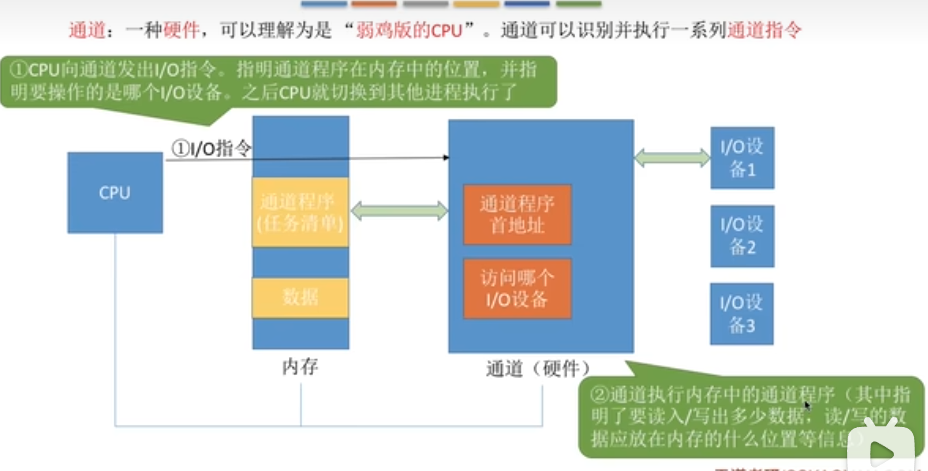 通道：一种硬件，可以理解为是“弱鸡版的CPU”。通道可以识别并执行一系列通道指令
①CPU向通道发出I/O指令。指明通道程序在内存中的位置，并指
明要操作的是哪个I/O设备。之后CPU就切换到其他进程执行了
①I/O指令
CPU
通道程序
(任务清单)
数据
内存
通道程序
首地址
访问哪个
I/O设备
通道（硬件）
I/O设
备1
I/O设
备2
I/O设
备3
②通道执行内存中的通道程序（其中指
明了要读入/写出多少数据，读/写的数
据应放在内存的什么位置等信息）